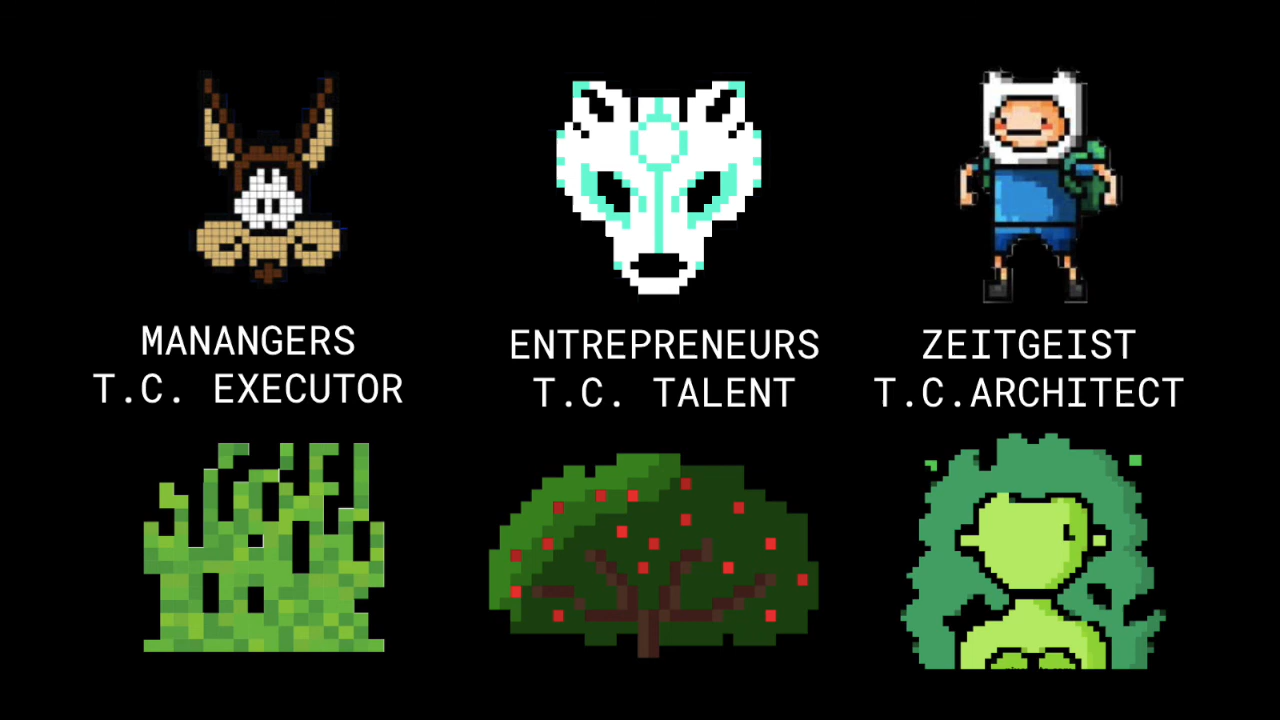 MANANGERS
T.C. EXECUTOR
ENTREPRENEURS
T.C. TALENT
ZEITGEIST
T.C.ARCHITECT